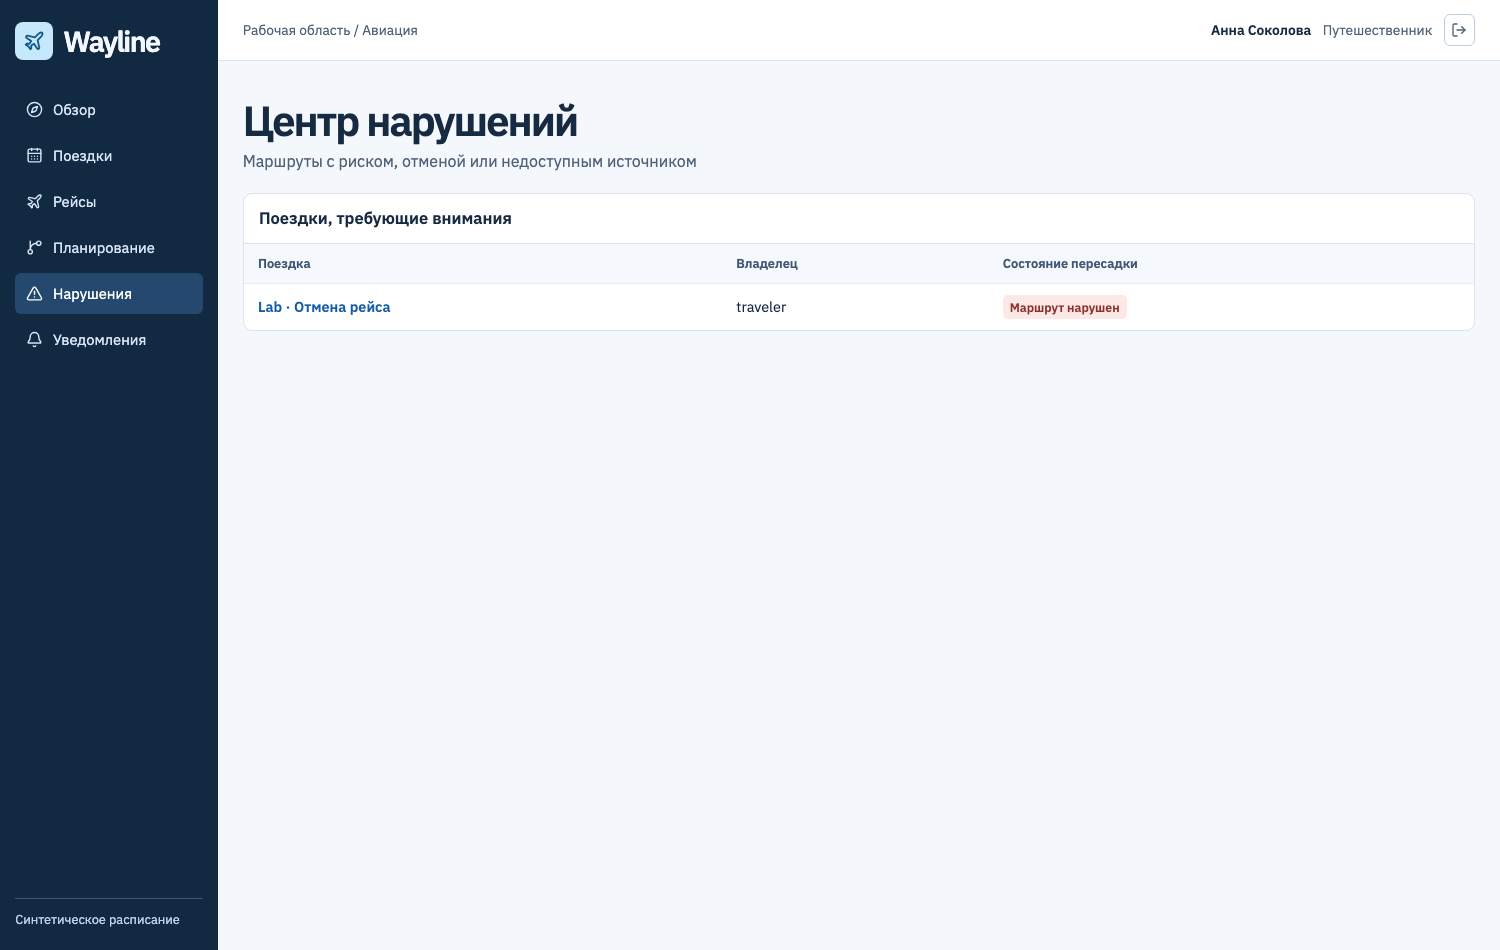 Wayline
Обзор
Поездки
Рейсы
Планирование
Нарушения
Уведомления
Синтетическое расписание
Рабочая область / Авиация
Анна Соколова Путешественник
Центр нарушений
Маршруты с риском, отменой или недоступным источником
Поездки, требующие внимания
Поездка Владелец Состояние пересадки
Lab · Отмена рейса traveler Маршрут нарушен